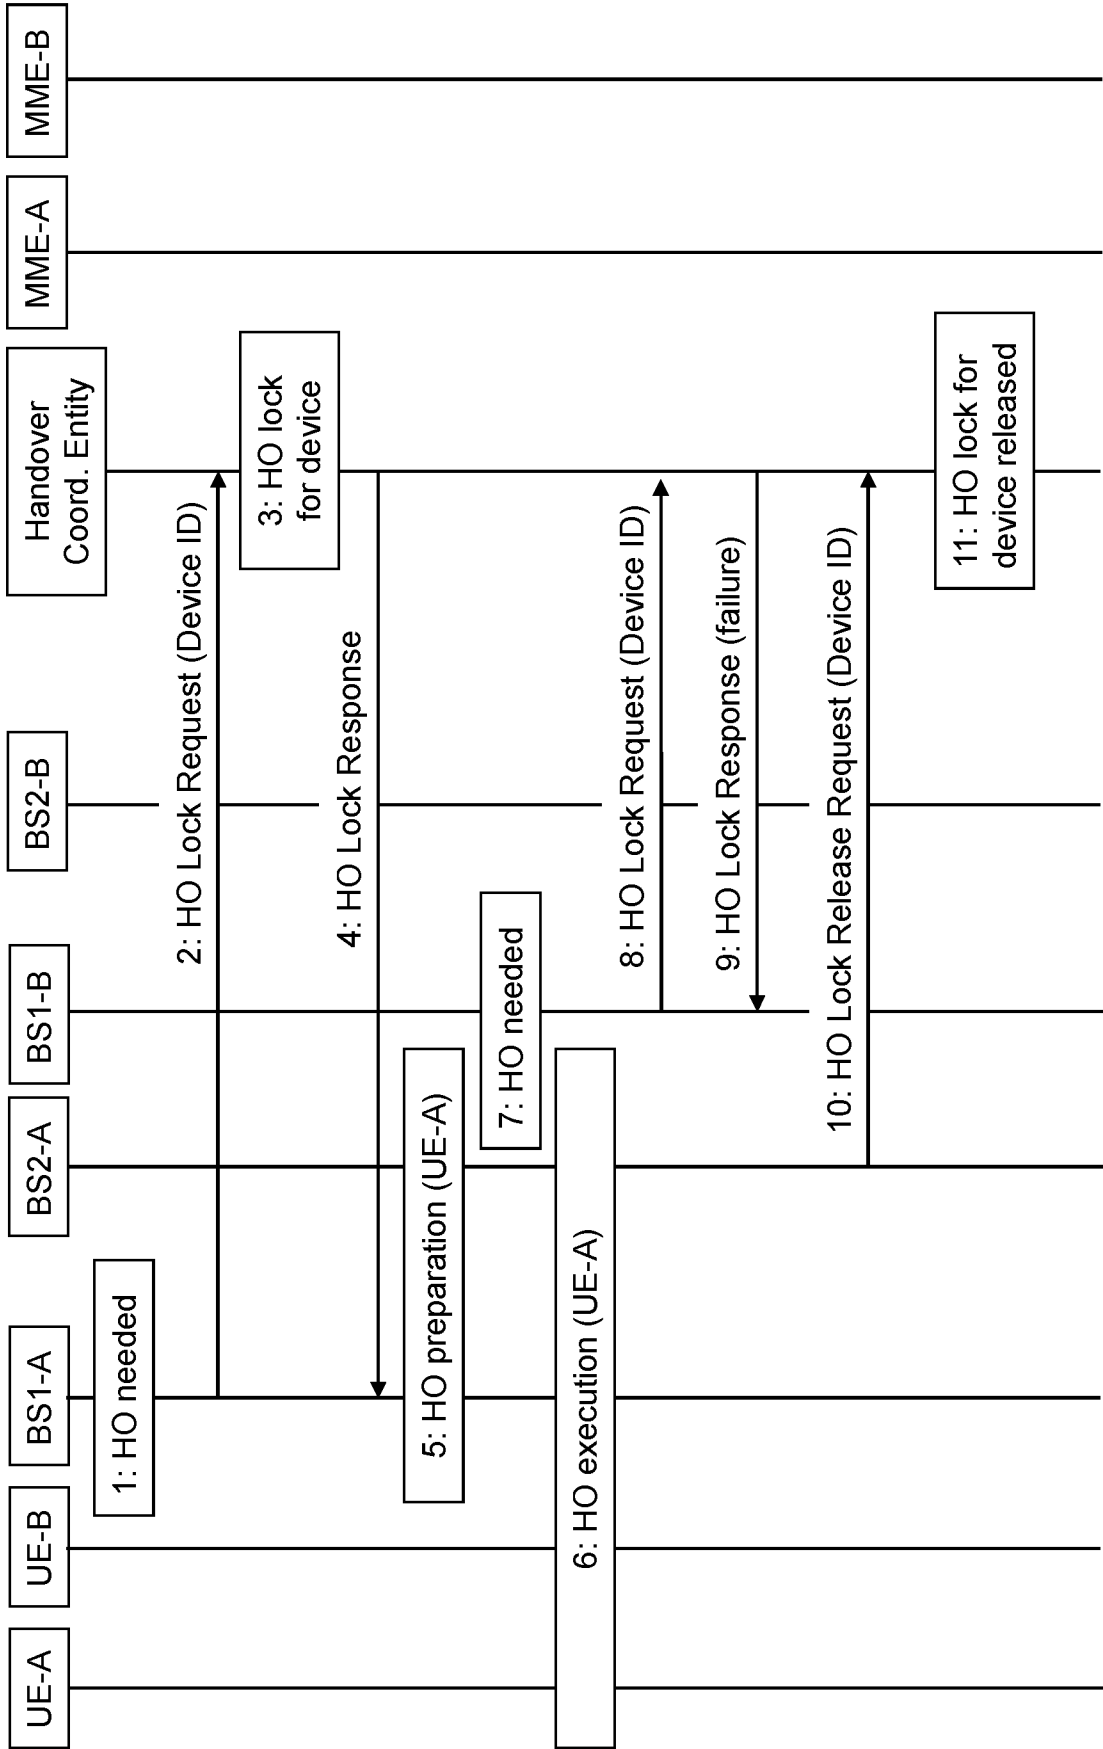 UE-A
UE-B
BS1-A
BS2-A
BS1-B
BS2-B
Handover
Coord. Entity
MME-A
MME-B
1: HO needed
2: HO Lock Request (Device ID)
3: HO lock
for device
4: HO Lock Response
5: HO preparation (UE-A)
7: HO needed
6: HO execution (UE-A)
8: HO Lock Request (Device ID)
9: HO Lock Response (failure)
10: HO Lock Release Request (Device ID)
11: HO lock for
device released